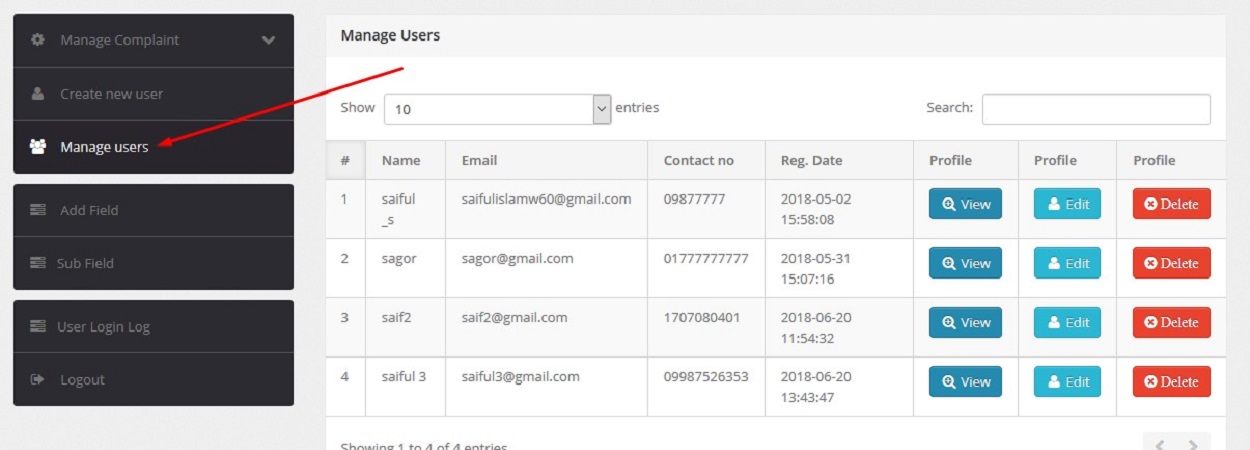 Manage Complaint
Create new user
Manage users
Add Field
Sub Field
User Login Log
Logout
Manage Users
Show 10 entries Search:
# Name Email Contact no Reg. Date Profile Profile Profile
1 saiful saifulislamw60@gmail.com 09877777 2018-05-02 View Edit Delete
_s 15:58:08
2 sagor sagor@gmail.com 01777777777 2018-05-31 View Edit Delete
15:07:16
3 saif2 saif2@gmail.com 1707080401 2018-06-20 View Edit Delete
11:54:32
4 saiful 3 saiful3@gmail.com 09987526353 2018-06-20 View Edit Delete
13:43:47
Showing 1 to 4 of 4 entries